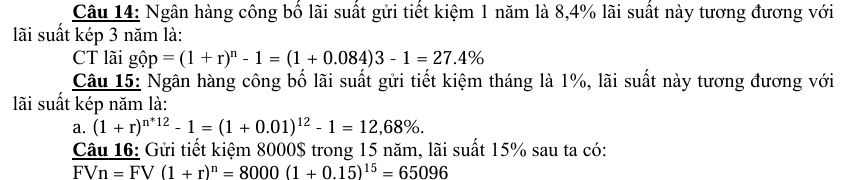 Câu 14: Ngân hàng công bố lãi suất gửi tiết kiệm 1 năm là 8,4% lãi suất này tương đương với
lãi suất kép 3 năm là:
CT lãi gộp = (1 + r)ⁿ - 1 = (1 + 0.084)3 - 1 = 27.4%
Câu 15: Ngân hàng công bố lãi suất gửi tiết kiệm tháng là 1%, lãi suất này tương đương với
lãi suất kép năm là:
a. (1 + r)ⁿ*¹² - 1 = (1 + 0.01)¹² - 1 = 12,68%.
Câu 16: Gửi tiết kiệm 8000$ trong 15 năm, lãi suất 15% sau ta có:
FVn = FV (1 + r)ⁿ = 8000 (1 + 0.15)¹⁵ = 65096